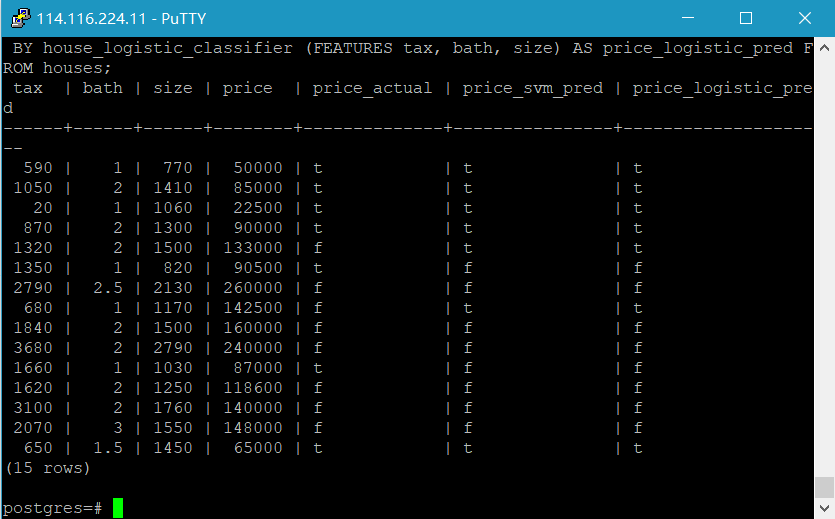 114.116.224.11 - PuTTY
 BY house_logistic_classifier (FEATURES tax, bath, size) AS price_logistic_pred F
ROM houses;
 tax  | bath | size | price  | price_actual | price_svm_pred | price_logistic_pre
d
------+------+------+--------+--------------+----------------+-------------------
--
  590 |    1 |  770 |  50000 | t            | t              | t
 1050 |    2 | 1410 |  85000 | t            | t              | t
   20 |    1 | 1060 |  22500 | t            | t              | t
  870 |    2 | 1300 |  90000 | t            | t              | t
 1320 |    2 | 1500 | 133000 | f            | t              | t
 1350 |    1 |  820 |  90500 | t            | f              | f
 2790 |  2.5 | 2130 | 260000 | f            | f              | f
  680 |    1 | 1170 | 142500 | f            | t              | t
 1840 |    2 | 1500 | 160000 | f            | f              | f
 3680 |    2 | 2790 | 240000 | f            | f              | f
 1660 |    1 | 1030 |  87000 | t            | f              | f
 1620 |    2 | 1250 | 118600 | f            | f              | f
 3100 |    2 | 1760 | 140000 | f            | f              | f
 2070 |    3 | 1550 | 148000 | f            | f              | f
  650 |  1.5 | 1450 |  65000 | t            | t              | t
(15 rows)
postgres=#